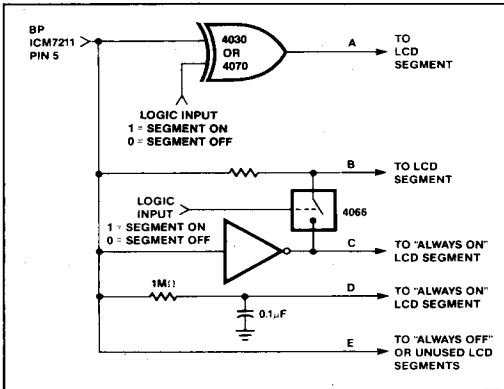 BP
ICM7211
PIN 5
4030
OR
4070
A
TO
LCD
SEGMENT
LOGIC INPUT
1 = SEGMENT ON
0 = SEGMENT OFF
B
TO LCD
SEGMENT
LOGIC
INPUT
1 = SEGMENT ON
0 = SEGMENT OFF
4066
C
TO "ALWAYS ON"
LCD SEGMENT
1MΩ
D
TO "ALWAYS ON"
LCD SEGMENT
0.1μF
E
TO "ALWAYS OFF"
OR UNUSED LCD
SEGMENTS